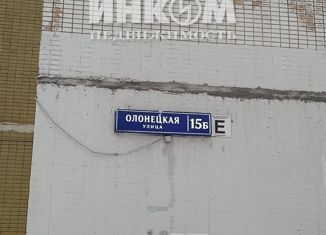 ИНКОМ
НЕДВИЖИМОСТЬ
ОЛОНЕЦКАЯ
УЛИЦА
15Б
Е